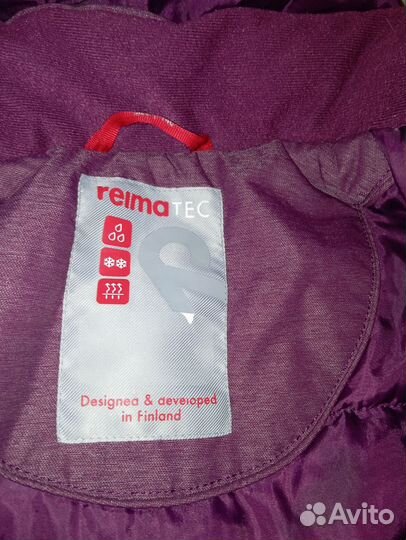 reimaTEC
Designed & developed
in Finland
Avito